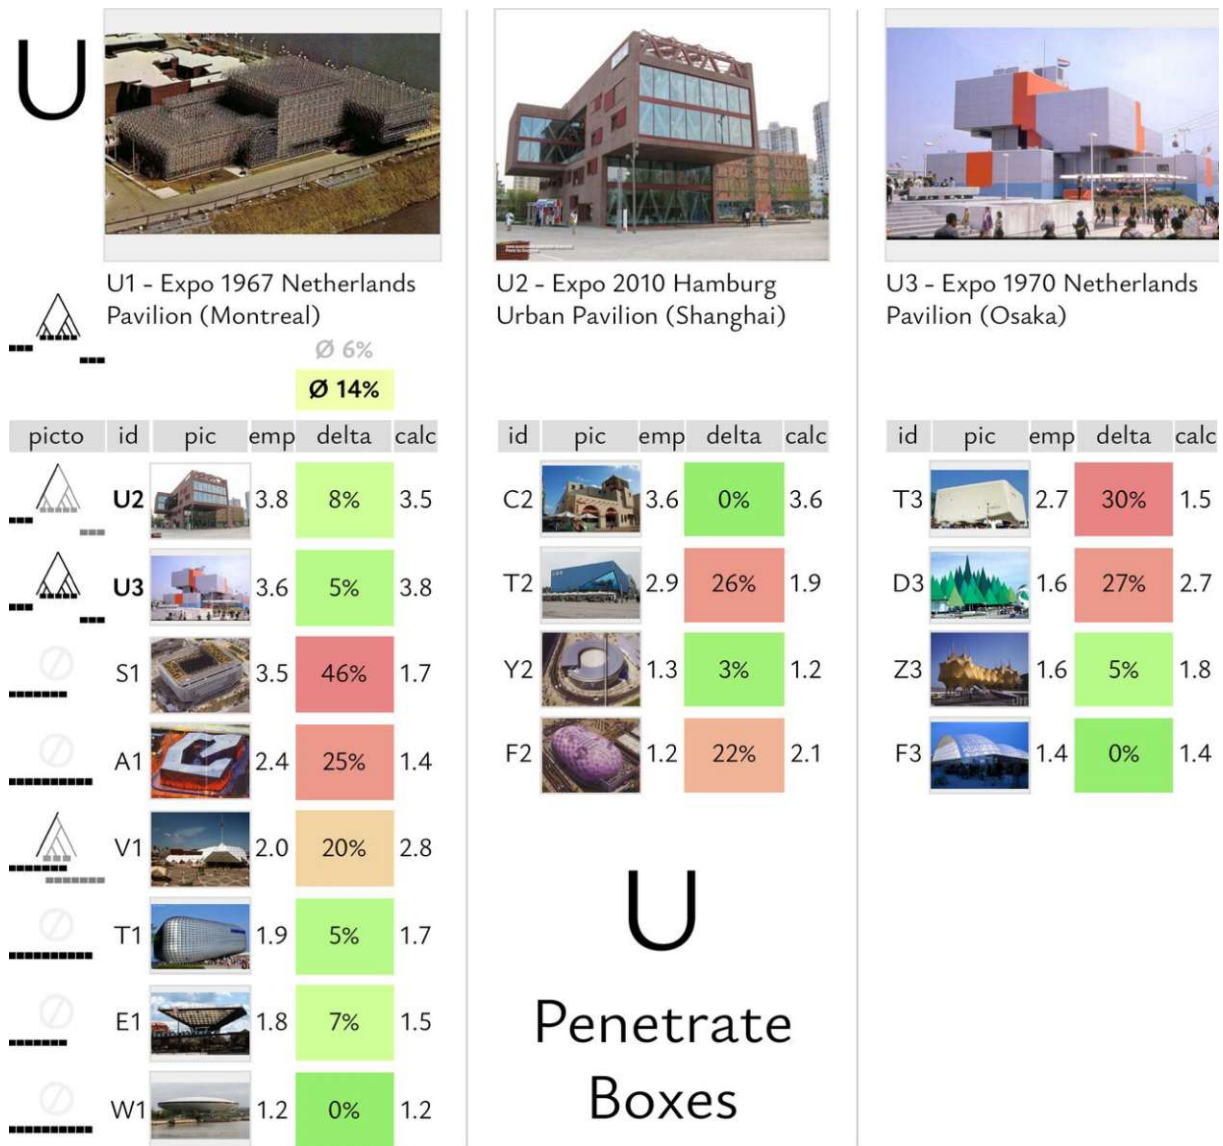 U
U1 - Expo 1967 Netherlands
Pavilion (Montreal)
Ø 6%
Ø 14%
picto id pic emp delta calc
U2 3.8 8% 3.5
U3 3.6 5% 3.8
S1 3.5 46% 1.7
A1 2.4 25% 1.4
V1 2.0 20% 2.8
T1 1.9 5% 1.7
E1 1.8 7% 1.5
W1 1.2 0% 1.2
U2 - Expo 2010 Hamburg
Urban Pavilion (Shanghai)
id pic emp delta calc
C2 3.6 0% 3.6
T2 2.9 26% 1.9
Y2 1.3 3% 1.2
F2 1.2 22% 2.1
U
Penetrate
Boxes
U3 - Expo 1970 Netherlands
Pavilion (Osaka)
id pic emp delta calc
T3 2.7 30% 1.5
D3 1.6 27% 2.7
Z3 1.6 5% 1.8
F3 1.4 0% 1.4